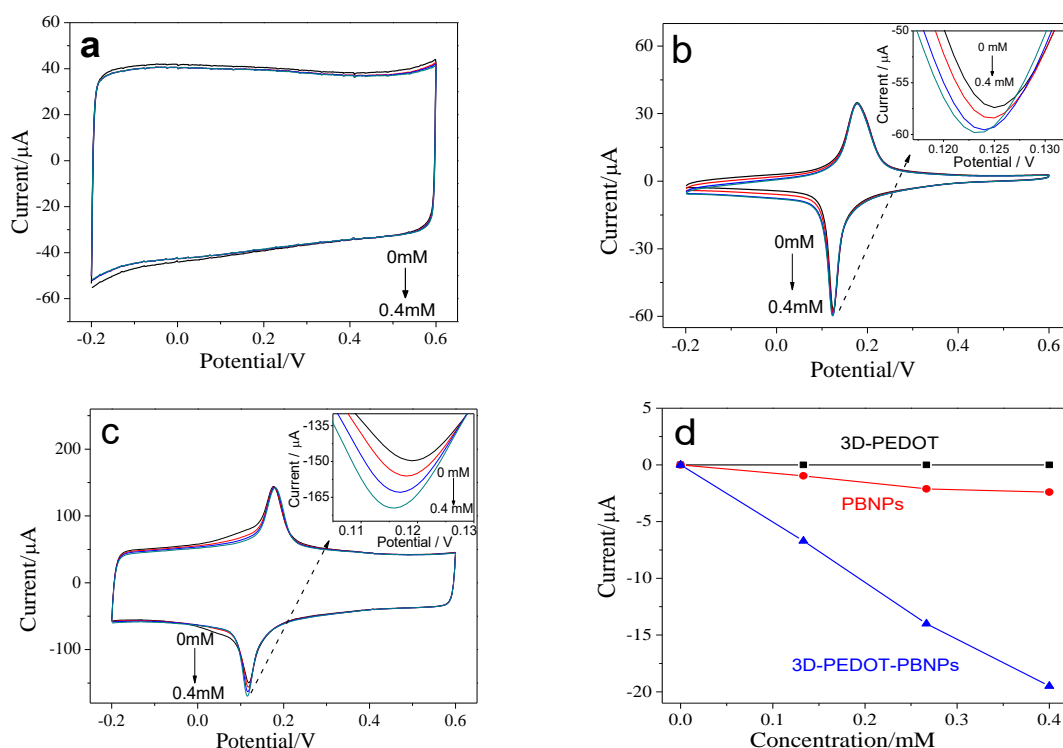 a
Current/μA
60
40
20
0
-20
-40
-60
0mM
0.4mM
-0.2
0.0
0.2
0.4
0.6
Potential/V
b
Current/μA
60
30
0
-30
-60
0mM
0.4mM
-0.2
0.0
0.2
0.4
0.6
Potential/V
Current / μA
-50
-55
-60
0 mM
0.4 mM
0.120
0.125
0.130
Potential / V
c
Current/μA
200
100
0
-100
0mM
0.4mM
-0.2
0.0
0.2
0.4
0.6
Potential/V
Current / μA
-135
-150
-165
0 mM
0.4 mM
0.11
0.12
0.13
Potential / V
d
Current/μA
5
0
-5
-10
-15
-20
3D-PEDOT
PBNPs
3D-PEDOT-PBNPs
0.0
0.1
0.2
0.3
0.4
Concentration/mM